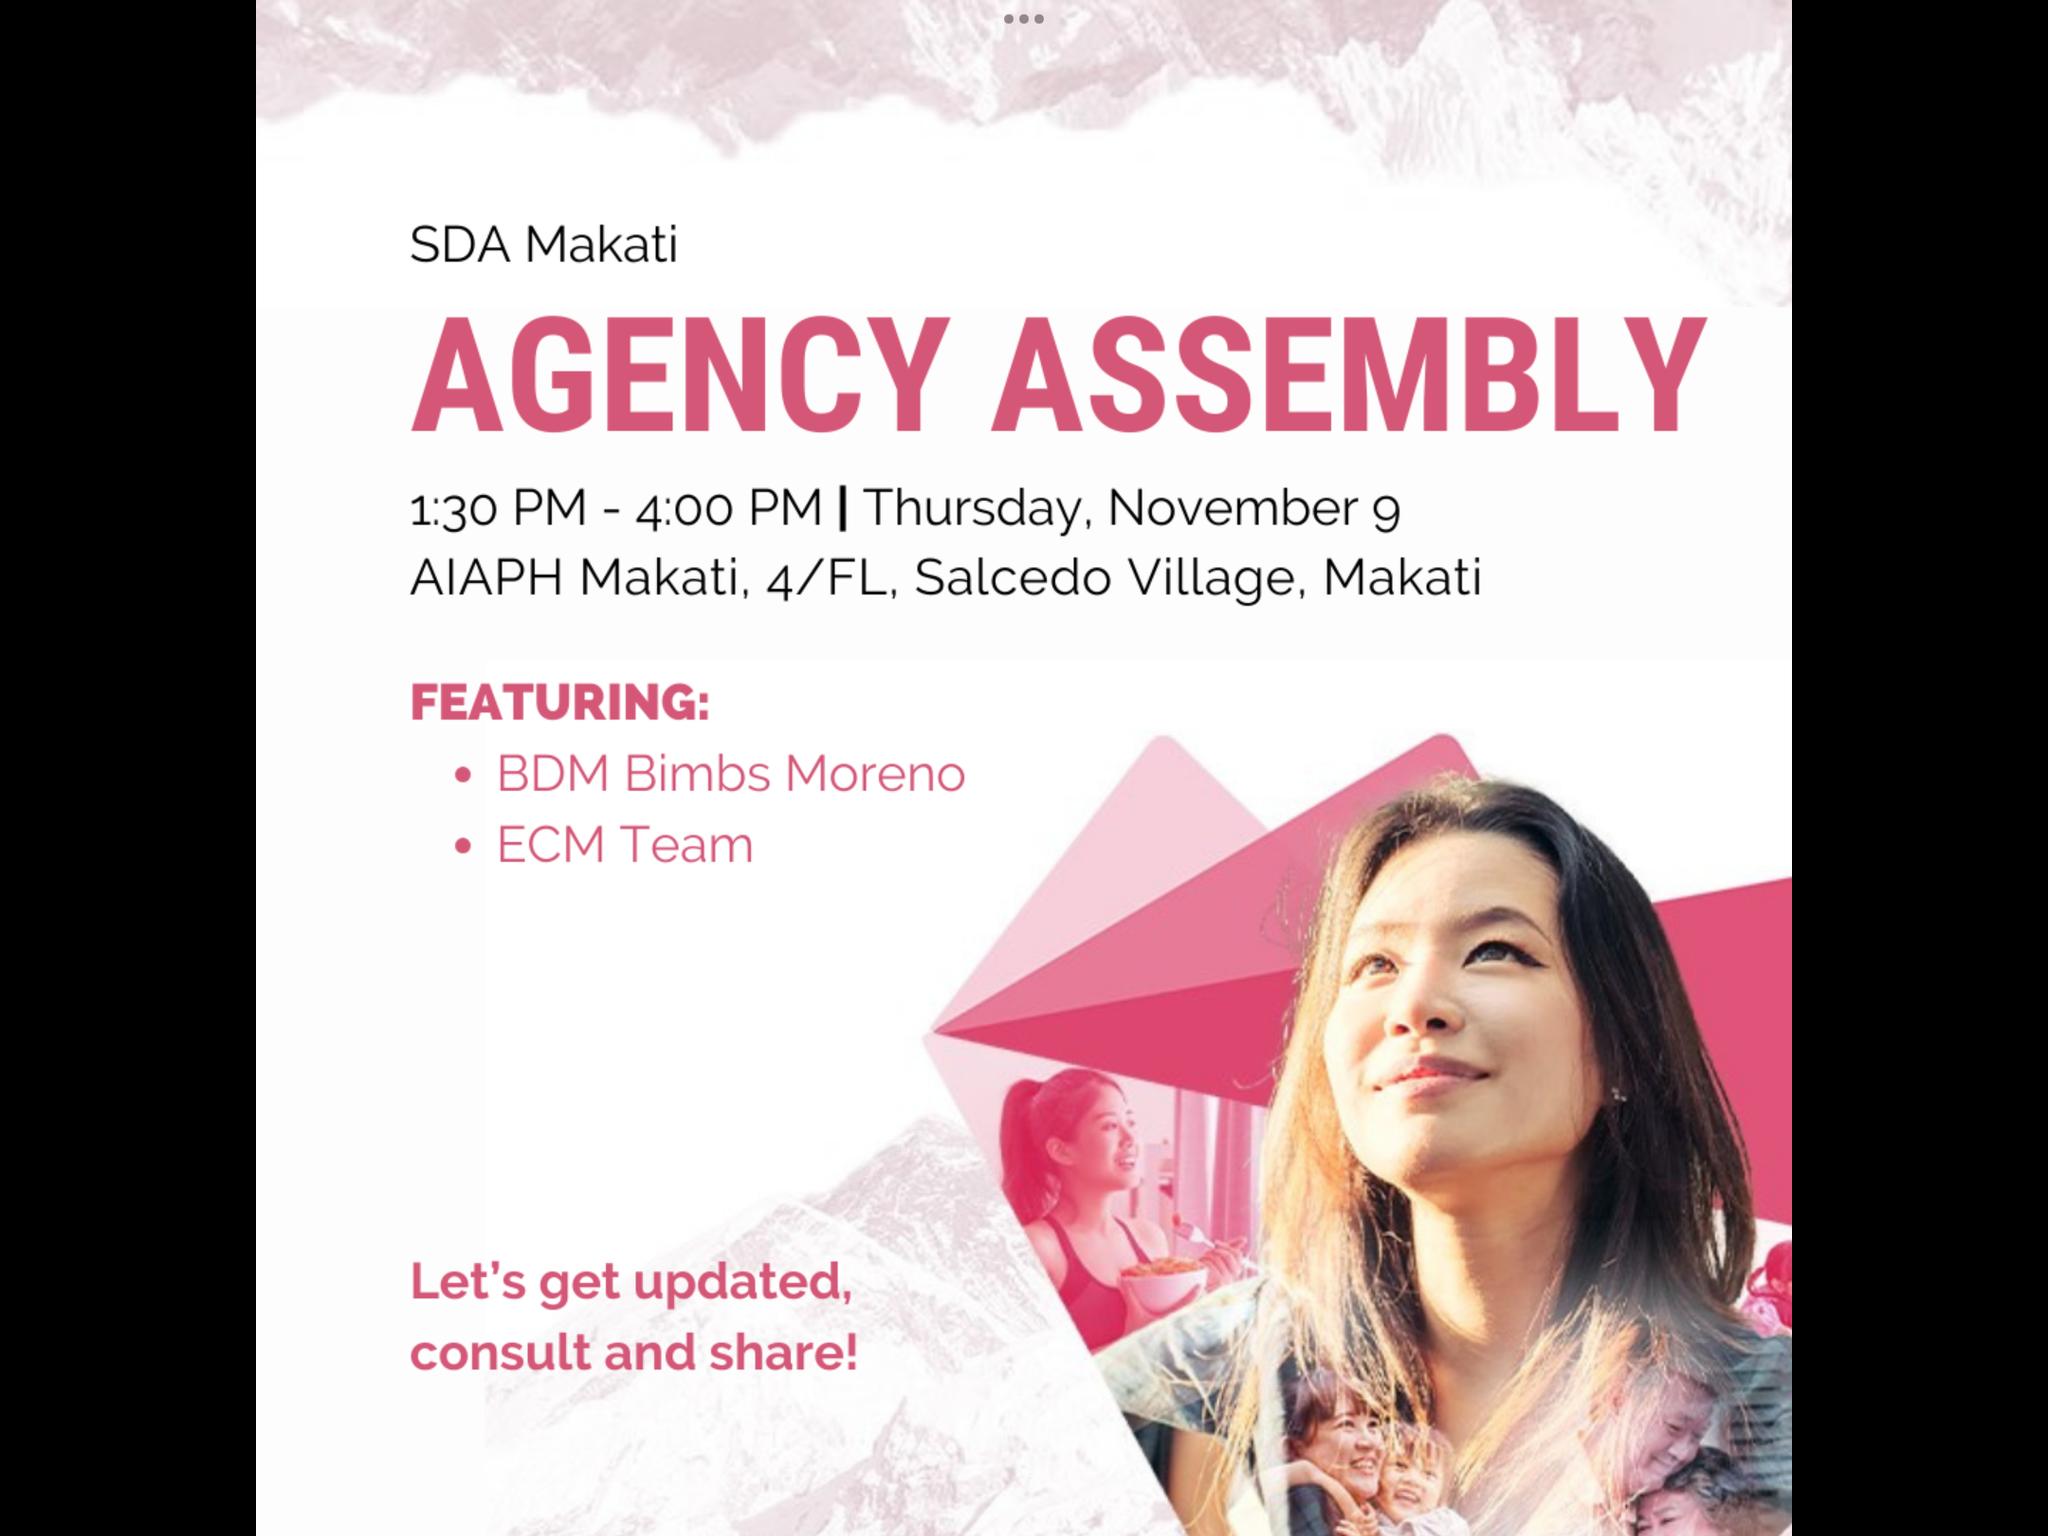 SDA Makati
AGENCY ASSEMBLY
1:30 PM - 4:00 PM | Thursday, November 9
AIAPH Makati, 4/FL, Salcedo Village, Makati
FEATURING:
• BDM Bimbs Moreno
• ECM Team
Let’s get updated,
consult and share!